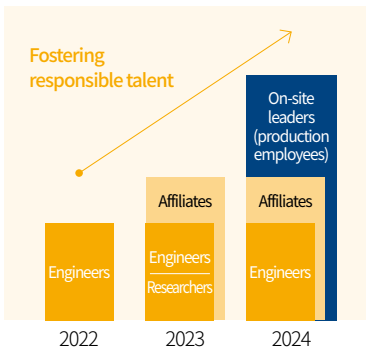 Fostering
responsible talent
On-site
leaders
(production
employees)
Affiliates
Affiliates
Engineers
Engineers
Researchers
Engineers
2022
2023
2024